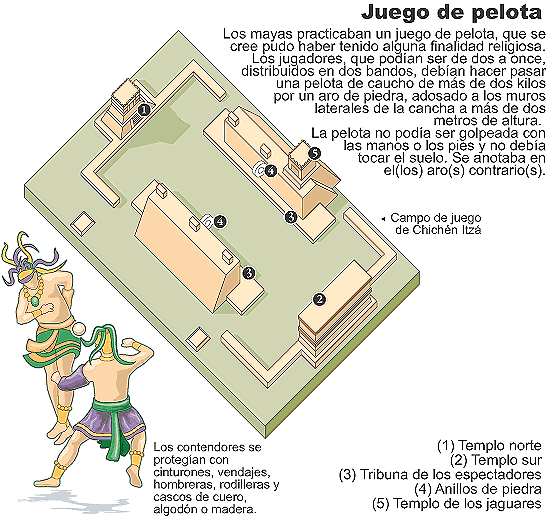 Juego de pelota
Los mayas practicaban un juego de pelota, que se
cree pudo haber tenido alguna finalidad religiosa.
Los jugadores, que podían ser de dos a once,
distribuidos en dos bandos, debían hacer pasar
una pelota de caucho de más de dos kilos
por un aro de piedra, adosado a los muros
laterales de la cancha a más de dos
metros de altura.
La pelota no podía ser golpeada con
las manos o los pies y no debía
tocar el suelo. Se anotaba en
el(los) aro(s) contrario(s).
1
5
4
3
Campo de juego
de Chichén Itzá
4
3
2
Los contendores se
protegian con
cinturones, vendajes,
hombreras, rodilleras y
cascos de cuero,
algodón o madera.
(1) Templo norte
(2) Templo sur
(3) Tribuna de los espectadores
(4) Anillos de piedra
(5) Templo de los jaguares